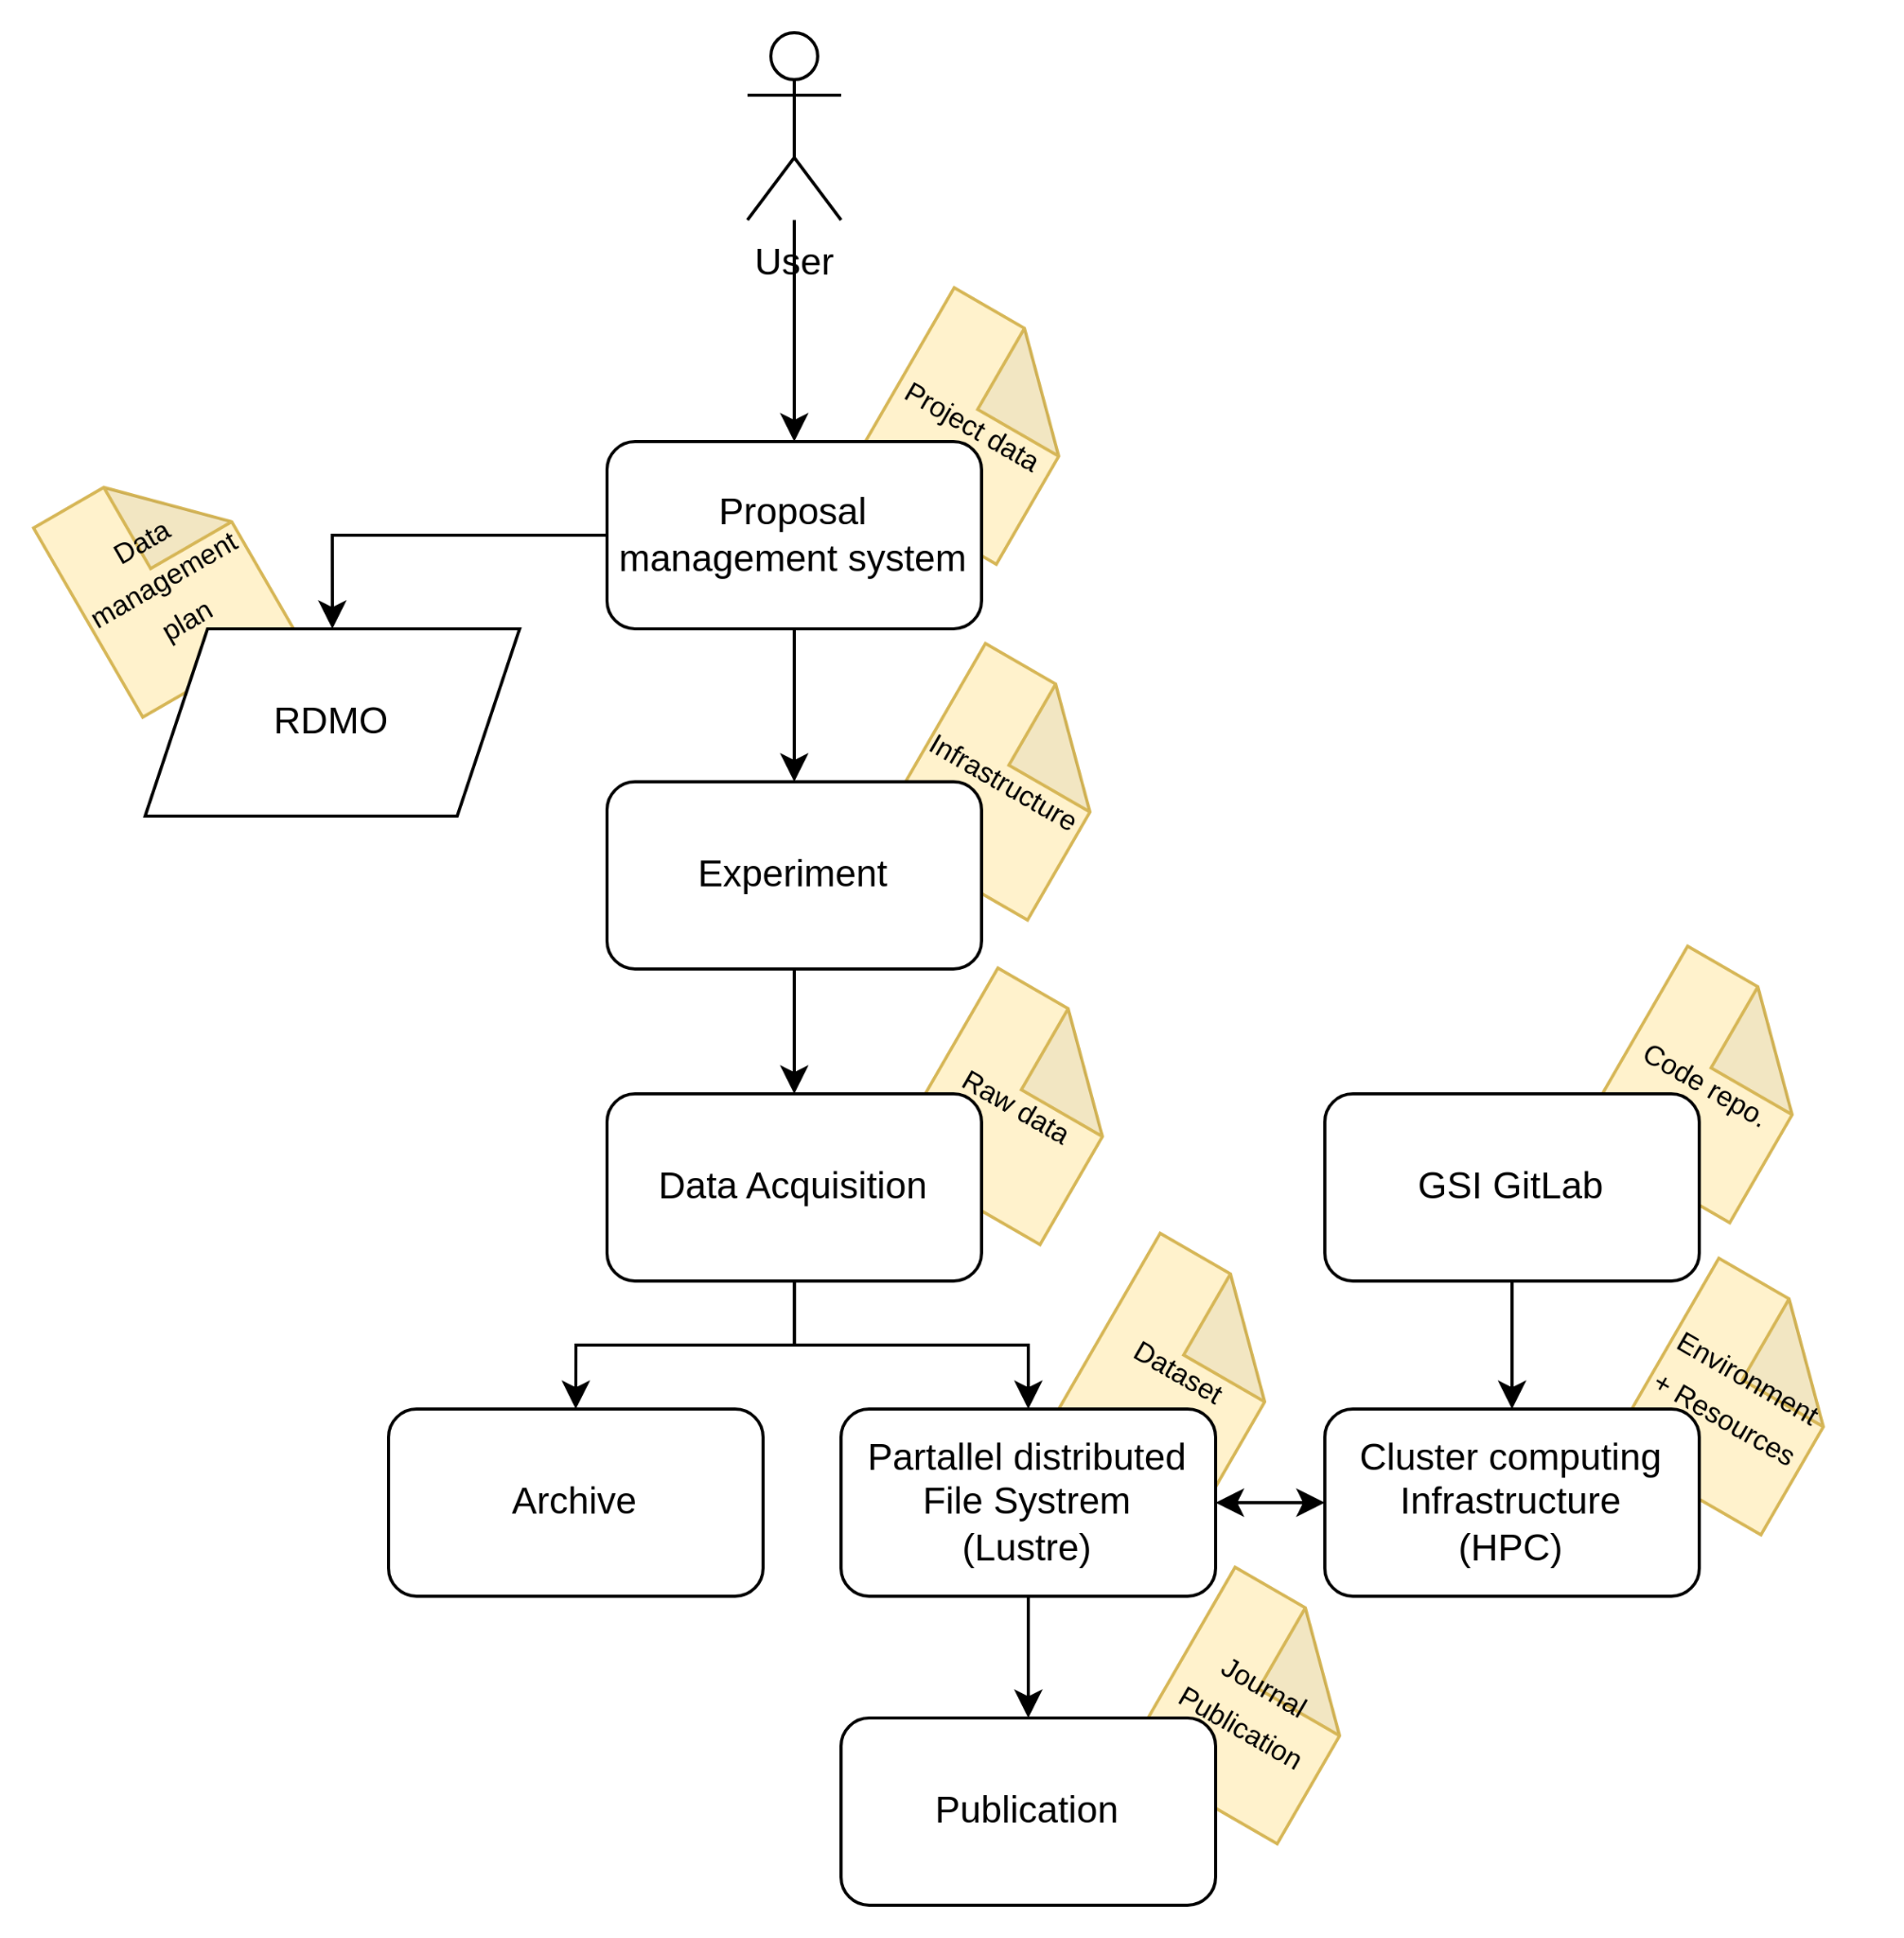 User
Project data
Proposal
management system
Data
management
plan
RDMO
Infrastructure
Experiment
Raw data
Data Acquisition
Code repo.
GSI GitLab
Dataset
Environment
+ Resources
Archive
Partallel distributed
File Systrem
(Lustre)
Cluster computing
Infrastructure
(HPC)
Journal
Publication
Publication